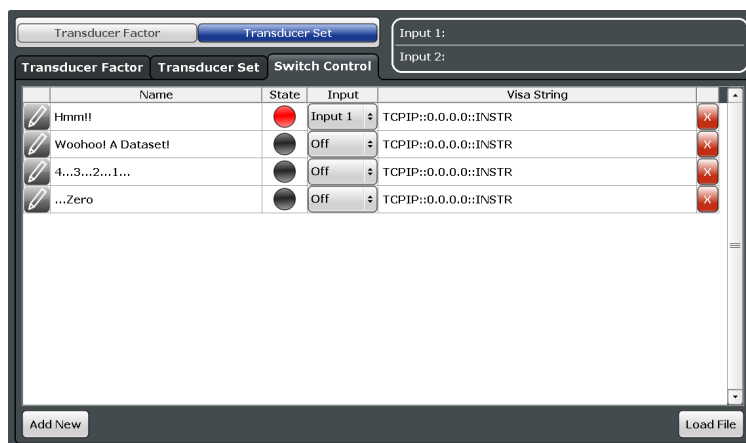 Transducer Factor Transducer Set
Input 1:
Input 2:
Transducer Factor Transducer Set Switch Control
Name State Input Visa String
Hmm!! Input 1 TCPIP::0.0.0.0::INSTR X
Woohoo! A Dataset! Off TCPIP::0.0.0.0::INSTR X
4...3...2...1... Off TCPIP::0.0.0.0::INSTR X
...Zero Off TCPIP::0.0.0.0::INSTR X
Add New Load File